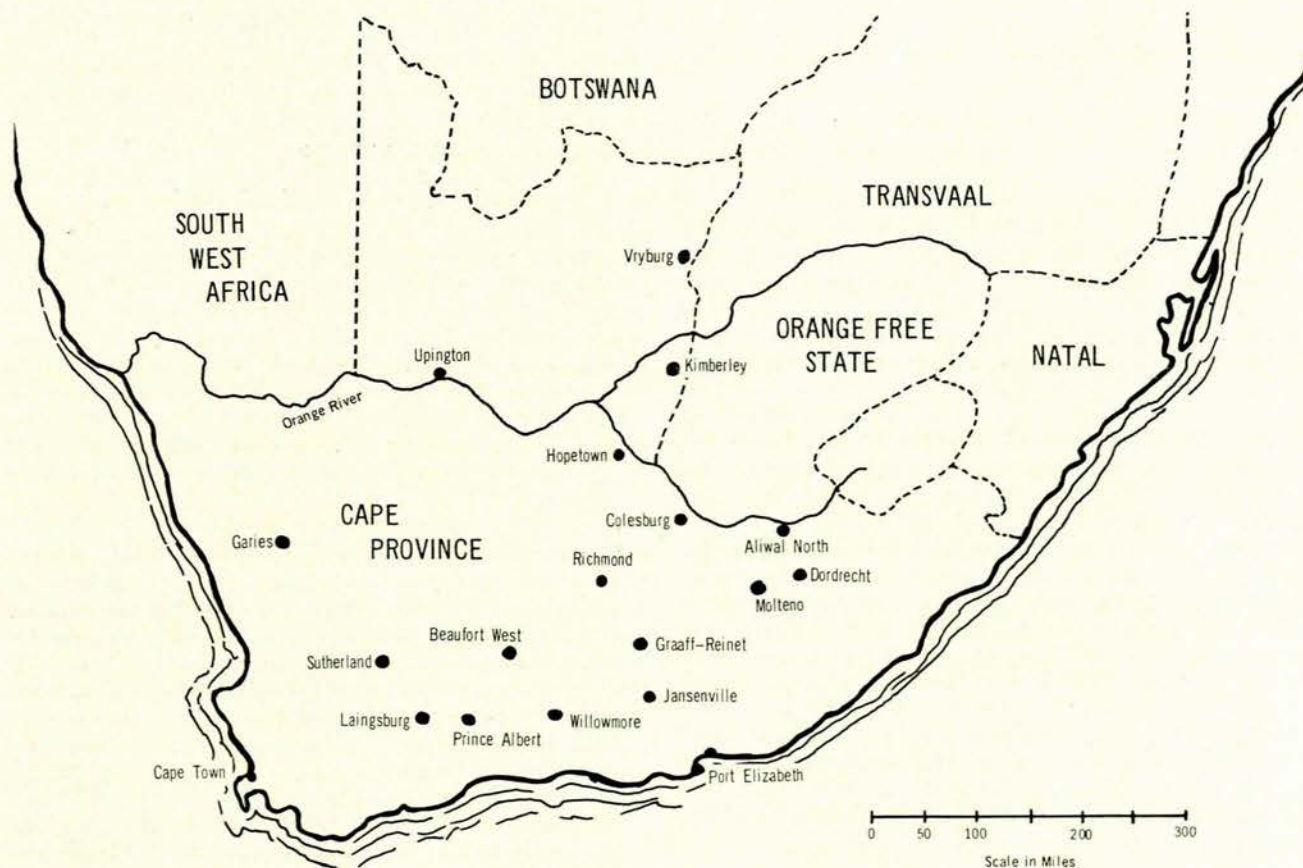 BOTSWANA
TRANSVAAL
SOUTH
WEST
AFRICA
Vryburg
ORANGE FREE
STATE
NATAL
Upington
Kimberley
Orange River
Hopetown
CAPE
PROVINCE
Colesburg
Garies
Aliwal North
Richmond
Dordrecht
Molteno
Beaufort West
Graaff-Reinet
Sutherland
Jansenville
Laingsburg
Willowmore
Prince Albert
Cape Town
Port Elizabeth
0 50 100 200 300
Scale in Miles